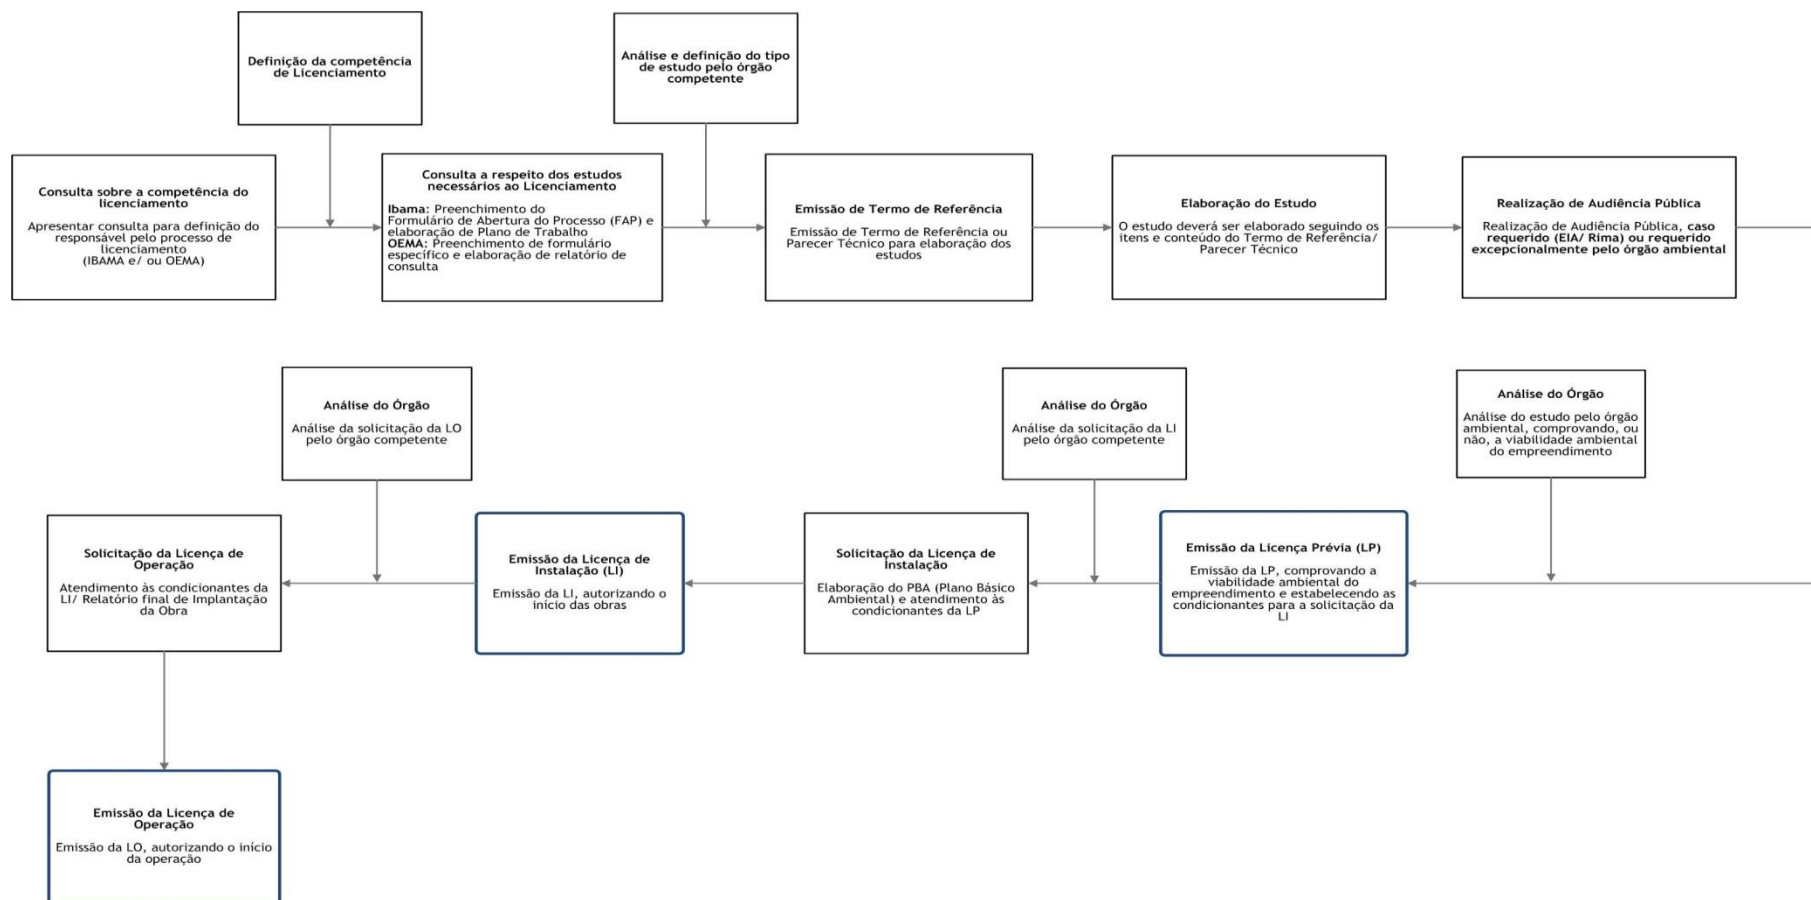 Definição da competência
de Licenciamento
Análise e definição do tipo
de estudo pelo órgão
competente
Consulta sobre a competência do
licenciamento
Apresentar consulta para definição do
responsável pelo processo de
licenciamento
(IBAMA e/ ou OEMA)
Consulta a respeito dos estudos
necessários ao Licenciamento
Ibama: Preenchimento do
Formulário de Abertura do Processo (FAP) e
elaboração de Plano de Trabalho
OEMA: Preenchimento de formulário
específico e elaboração de relatório de
consulta
Emissão de Termo de Referência
Emissão de Termo de Referência ou
Parecer Técnico para elaboração dos
estudos
Elaboração do Estudo
O estudo deverá ser elaborado seguindo os
itens e conteúdo do Termo de Referência/
Parecer Técnico
Realização de Audiência Pública
Realização de Audiência Pública, caso
requerido (EIA/ Rima) ou requerido
excepcionalmente pelo órgão ambiental
Análise do Órgão
Análise da solicitação da LO
pelo órgão competente
Análise do Órgão
Análise da solicitação da LI
pelo órgão competente
Análise do Órgão
Análise do estudo pelo órgão
ambiental, comprovando, ou
não, a viabilidade ambiental
do empreendimento
Solicitação da Licença de
Operação
Atendimento às condicionantes da
LI/ Relatório final de Implantação
da Obra
Emissão da Licença de
Instalação (LI)
Emissão da LI, autorizando o
início das obras
Solicitação da Licença de
Instalação
Elaboração do PBA (Plano Básico
Ambiental) e atendimento às
condicionantes da LP
Emissão da Licença Prévia (LP)
Emissão da LP, comprovando a
viabilidade ambiental do
empreendimento e estabelecendo as
condicionantes para a solicitação da
LI
Emissão da Licença de
Operação
Emissão da LO, autorizando o início
da operação